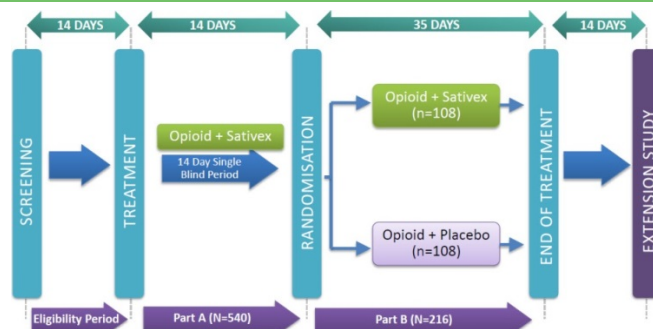 14 DAYS
14 DAYS
35 DAYS
14 DAYS
SCREENING
TREATMENT
Opioid + Sativex
14 Day Single
Blind Period
RANDOMISATION
Opioid + Sativex
(n=108)
Opioid + Placebo
(n=108)
END OF TREATMENT
EXTENSION STUDY
Eligibility Period
Part A (N=540)
Part B (N=216)